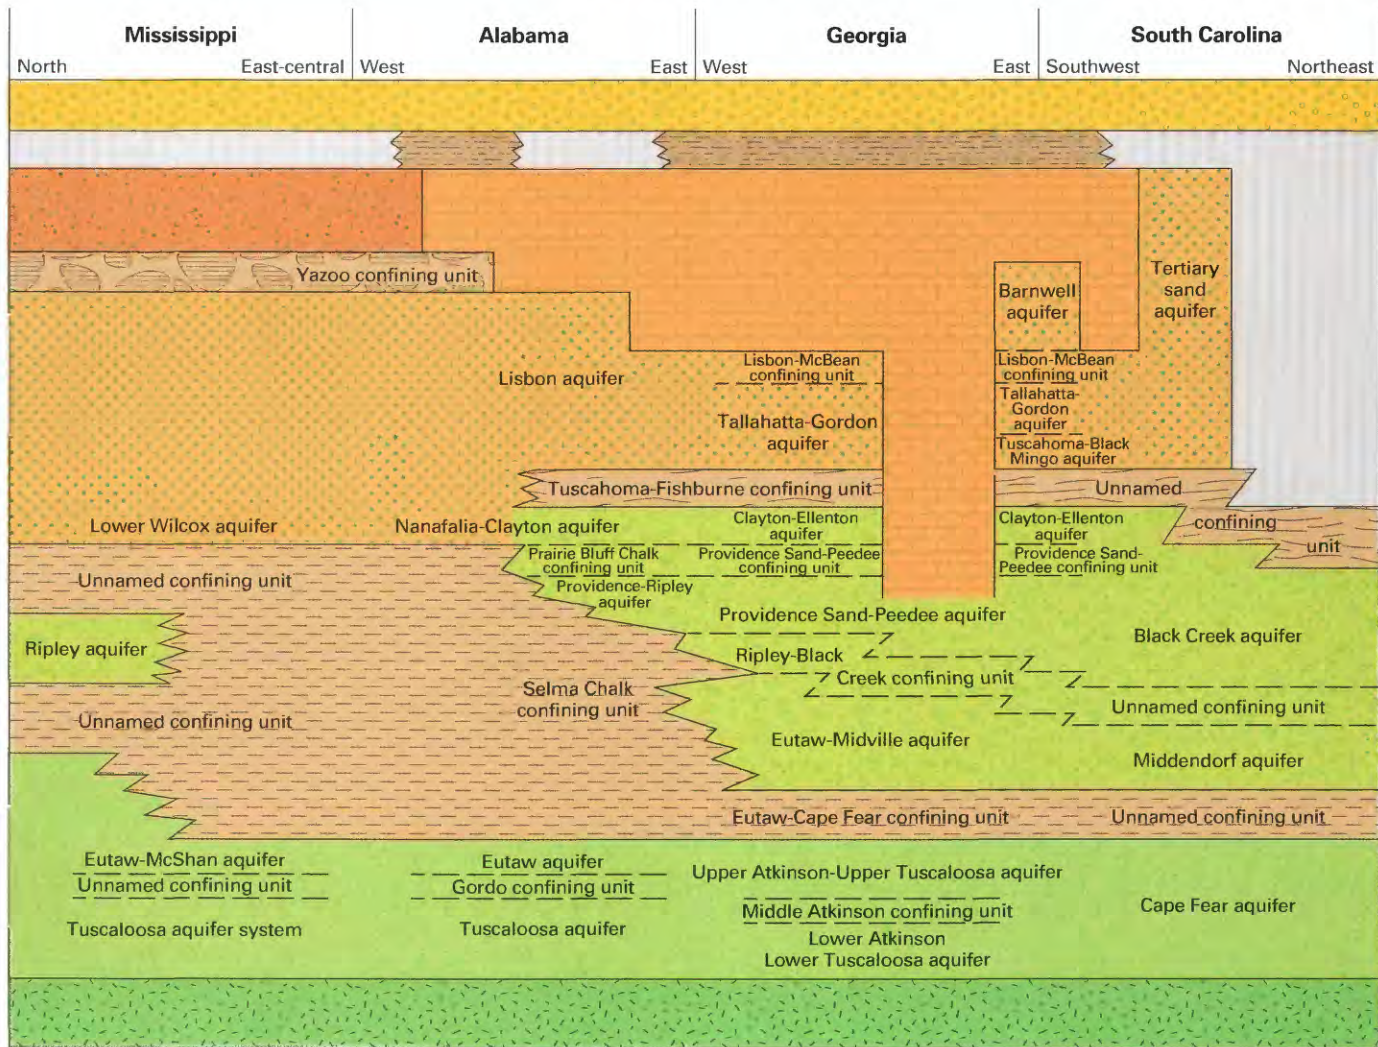 Mississippi
Alabama
Georgia
South Carolina
North
East-central
West
East
West
East
Southwest
Northeast
Yazoo confining unit
Barnwell
aquifer
Tertiary
sand
aquifer
Lisbon aquifer
Lisbon-McBean
confining unit
Lisbon-McBean
confining unit
Tallahatta-Gordon
aquifer
Tallahatta-
Gordon
aquifer
Tuscahoma-Black
Mingo aquifer
Tuscahoma-Fishburne confining unit
Unnamed
confining
unit
Lower Wilcox aquifer
Nanafalia-Clayton aquifer
Clayton-Ellenton
aquifer
Clayton-Ellenton
aquifer
Unnamed confining unit
Prairie Bluff Chalk
confining unit
Providence Sand-Peedee
confining unit
Providence Sand-
Peedee confining unit
Providence-Ripley
aquifer
Providence Sand-Peedee aquifer
Ripley aquifer
Ripley-Black
Creek confining unit
Black Creek aquifer
Unnamed confining unit
Selma Chalk
confining unit
Unnamed confining unit
Eutaw-Midville aquifer
Middendorf aquifer
Eutaw-Cape Fear confining unit
Unnamed confining unit
Eutaw-McShan aquifer
Unnamed confining unit
Tuscaloosa aquifer system
Eutaw aquifer
Gordo confining unit
Tuscaloosa aquifer
Upper Atkinson-Upper Tuscaloosa aquifer
Middle Atkinson confining unit
Lower Atkinson
Lower Tuscaloosa aquifer
Cape Fear aquifer